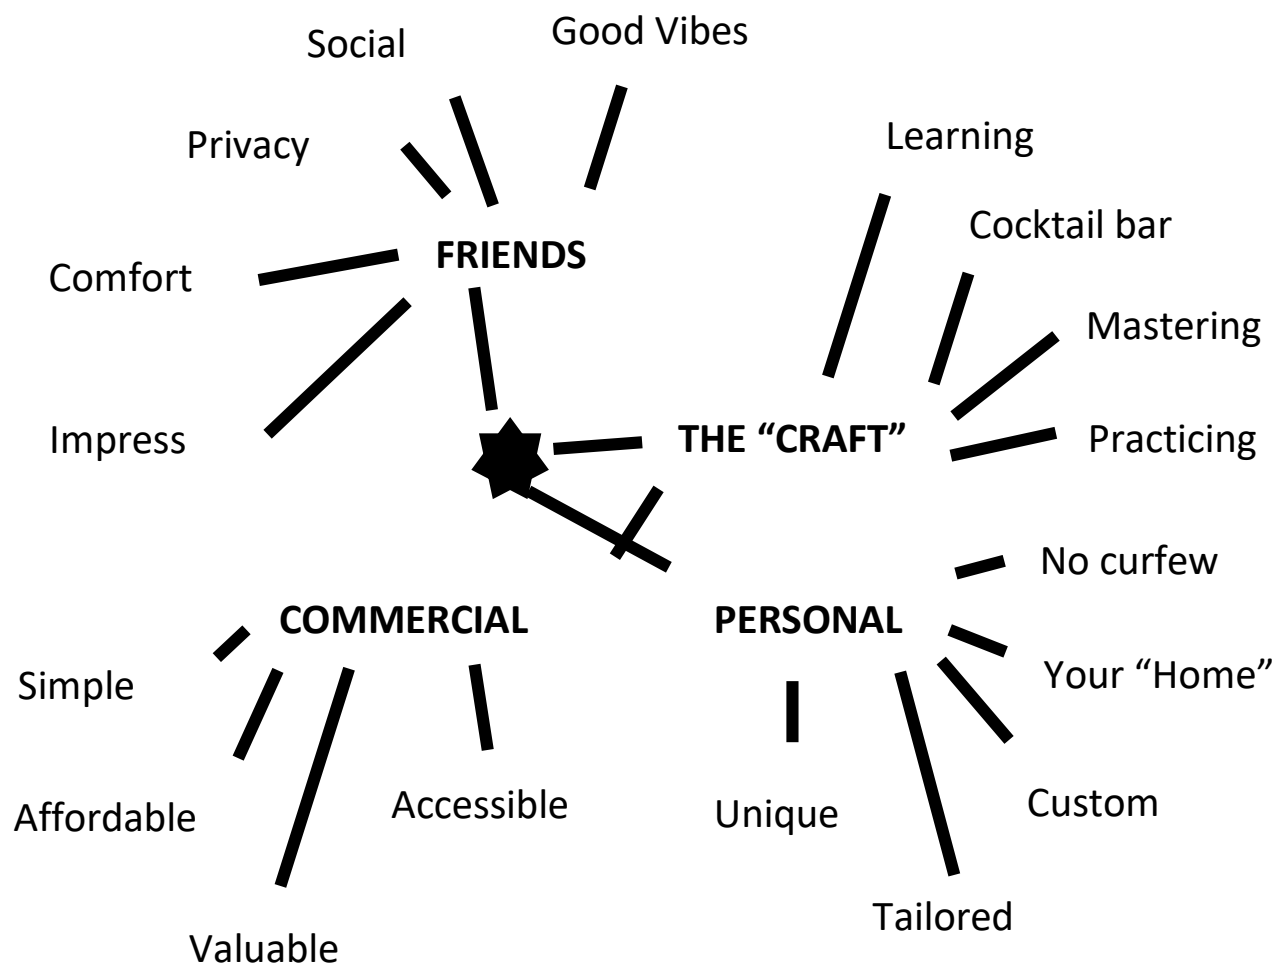 Social
Good Vibes
Privacy
Learning
Cocktail bar
FRIENDS
Comfort
Mastering
Impress
THE “CRAFT”
Practicing
No curfew
COMMERCIAL
PERSONAL
Simple
Your “Home”
Affordable
Accessible
Unique
Custom
Tailored
Valuable